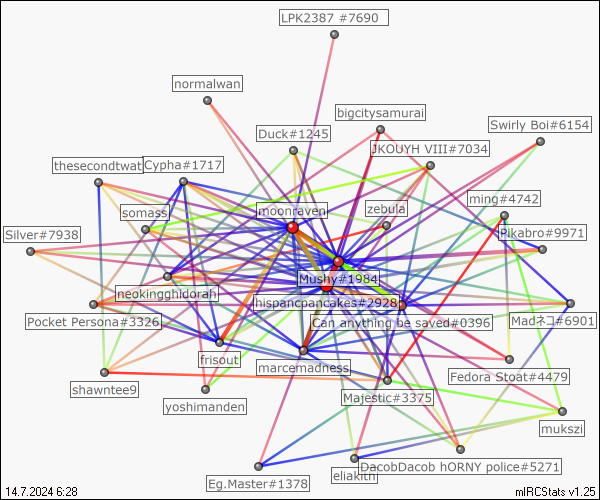 LPK2387 #7690
normalwan
bigcitysamurai
Swirly Boi#6154
Duck#1245
JKOUYH VIII#7034
thesecondtwat
Cypha#1717
ming#4742
somass
moonraven
zebula
Silver#7938
Pikabro#9971
Mushy#1984
neokingghidorah
hispancpancakes#2928
Pocket Persona#3326
Can anything be saved#0396
Madネコ#6901
frisout
marcemadness
shawntee9
Fedora Stoat#4479
yoshimanden
Majestic#3375
mukszi
DacobDacob hORNY police#5271
eliakith
Eg.Master#1378
14.7.2024 6:28
mIRCStats v1.25